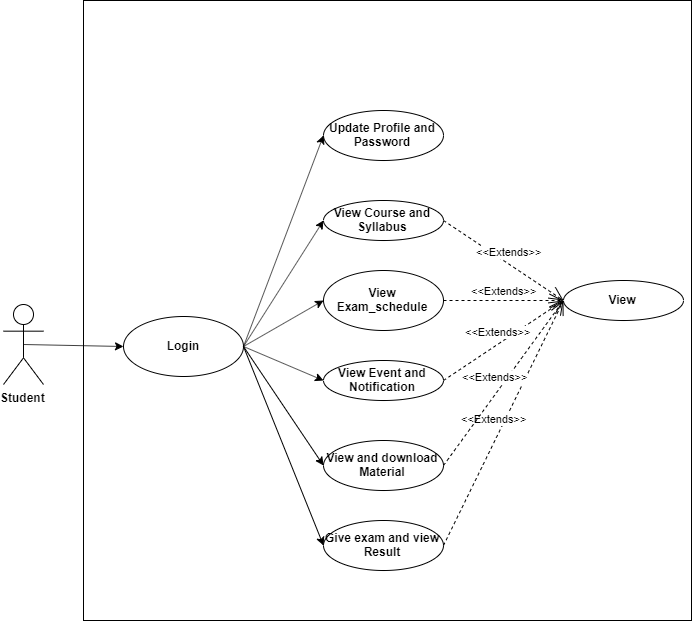 Update Profile and
Password
View Course and
Syllabus
<<Extends>>
View
Exam_schedule
<<Extends>>
View
Student
Login
<<Extends>>
View Event and
Notification
<<Extends>>
<<Extends>>
View and download
Material
Give exam and view
Result